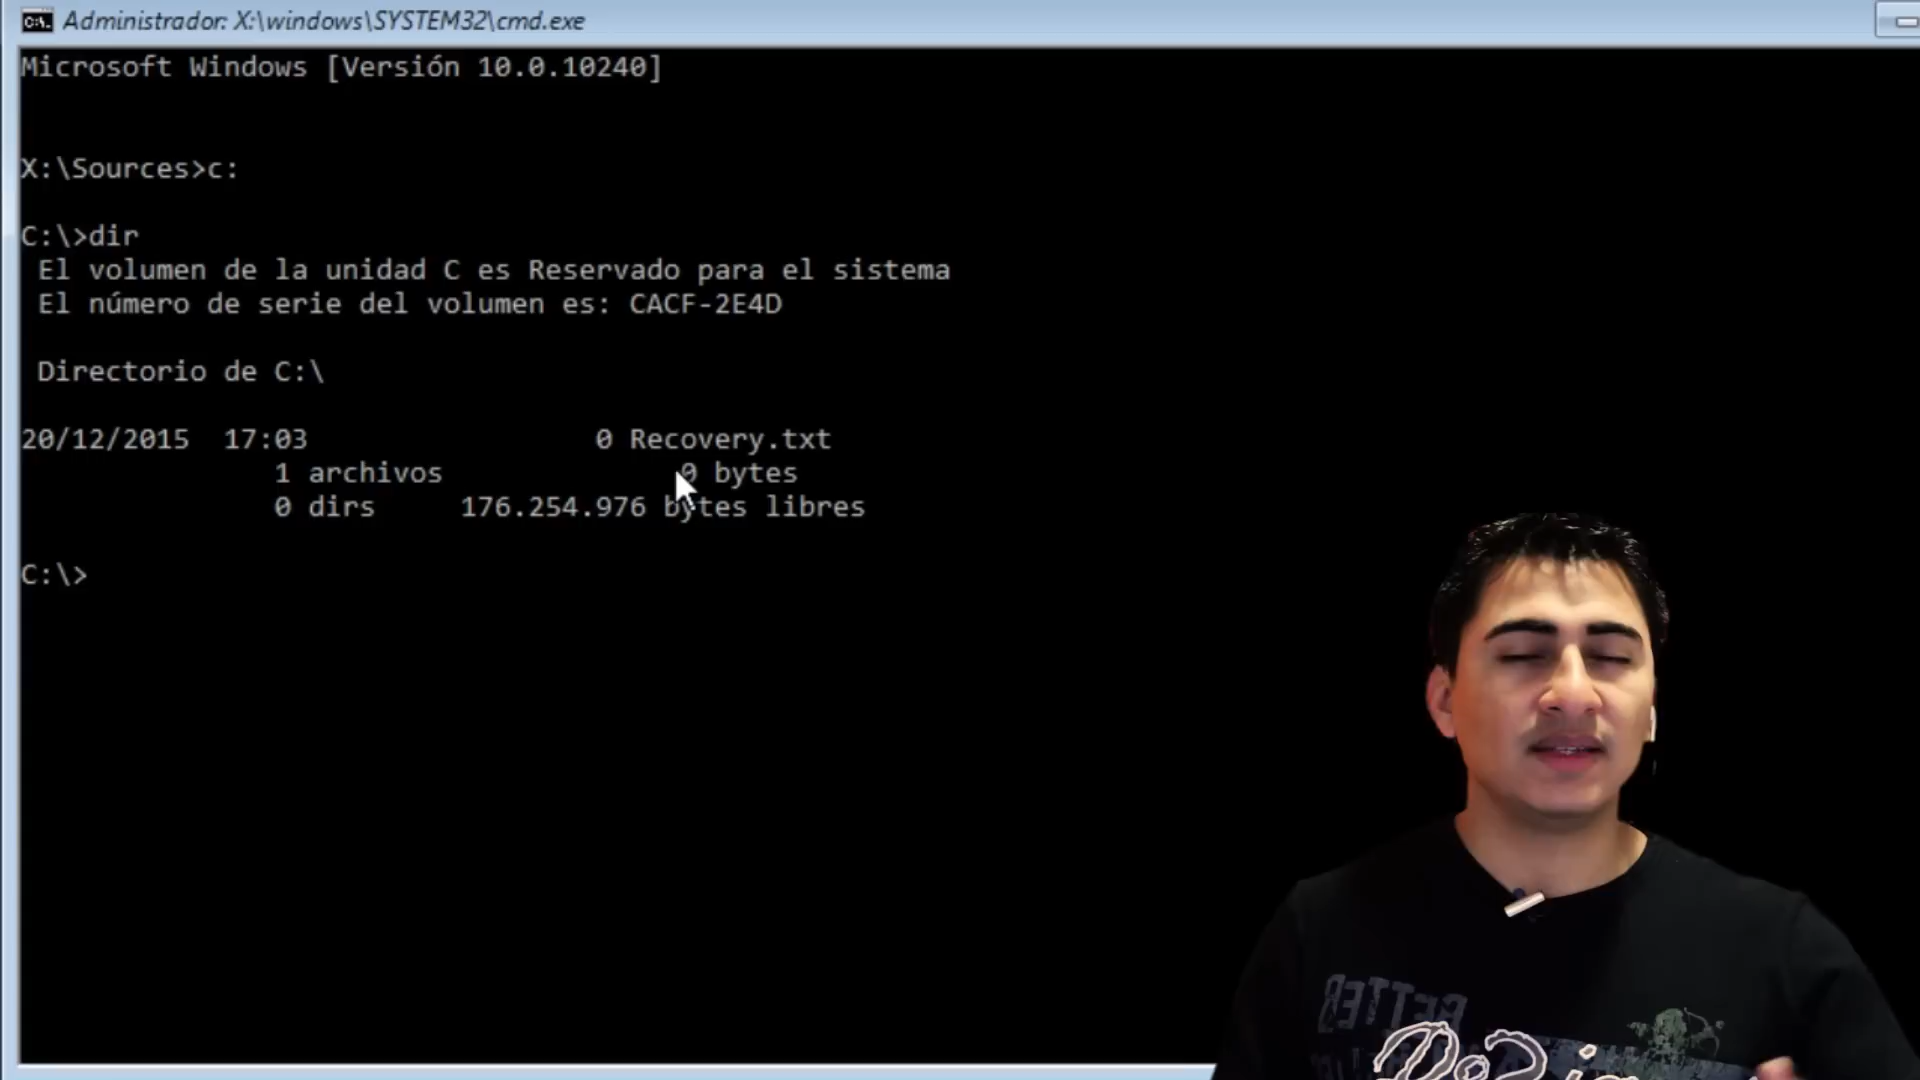 Administrador: X:\windows\SYSTEM32\cmd.exe
Microsoft Windows [Versión 10.0.10240]
X:\Sources>c:
C:\>dir
El volumen de la unidad C es Reservado para el sistema
El número de serie del volumen es: CACF-2E4D
Directorio de C:\
20/12/2015  17:03                 0 Recovery.txt
1 archivos              0 bytes
0 dirs     176.254.976 bytes libres
C:\>
BETTER